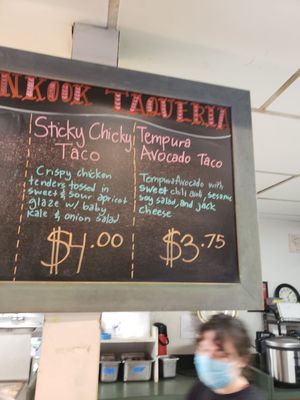 NKOOK TAQUERIA
Sticky Chicky
Taco
Crispy chicken
tenders tossed in
sweet & sour apricot
glaze w/ baby
kale & onion salad
$4.00
Tempura
Avocado Taco
Tempura Avocado with
sweet chili aioli, sesame
soy salad, and jack
cheese
$3.75